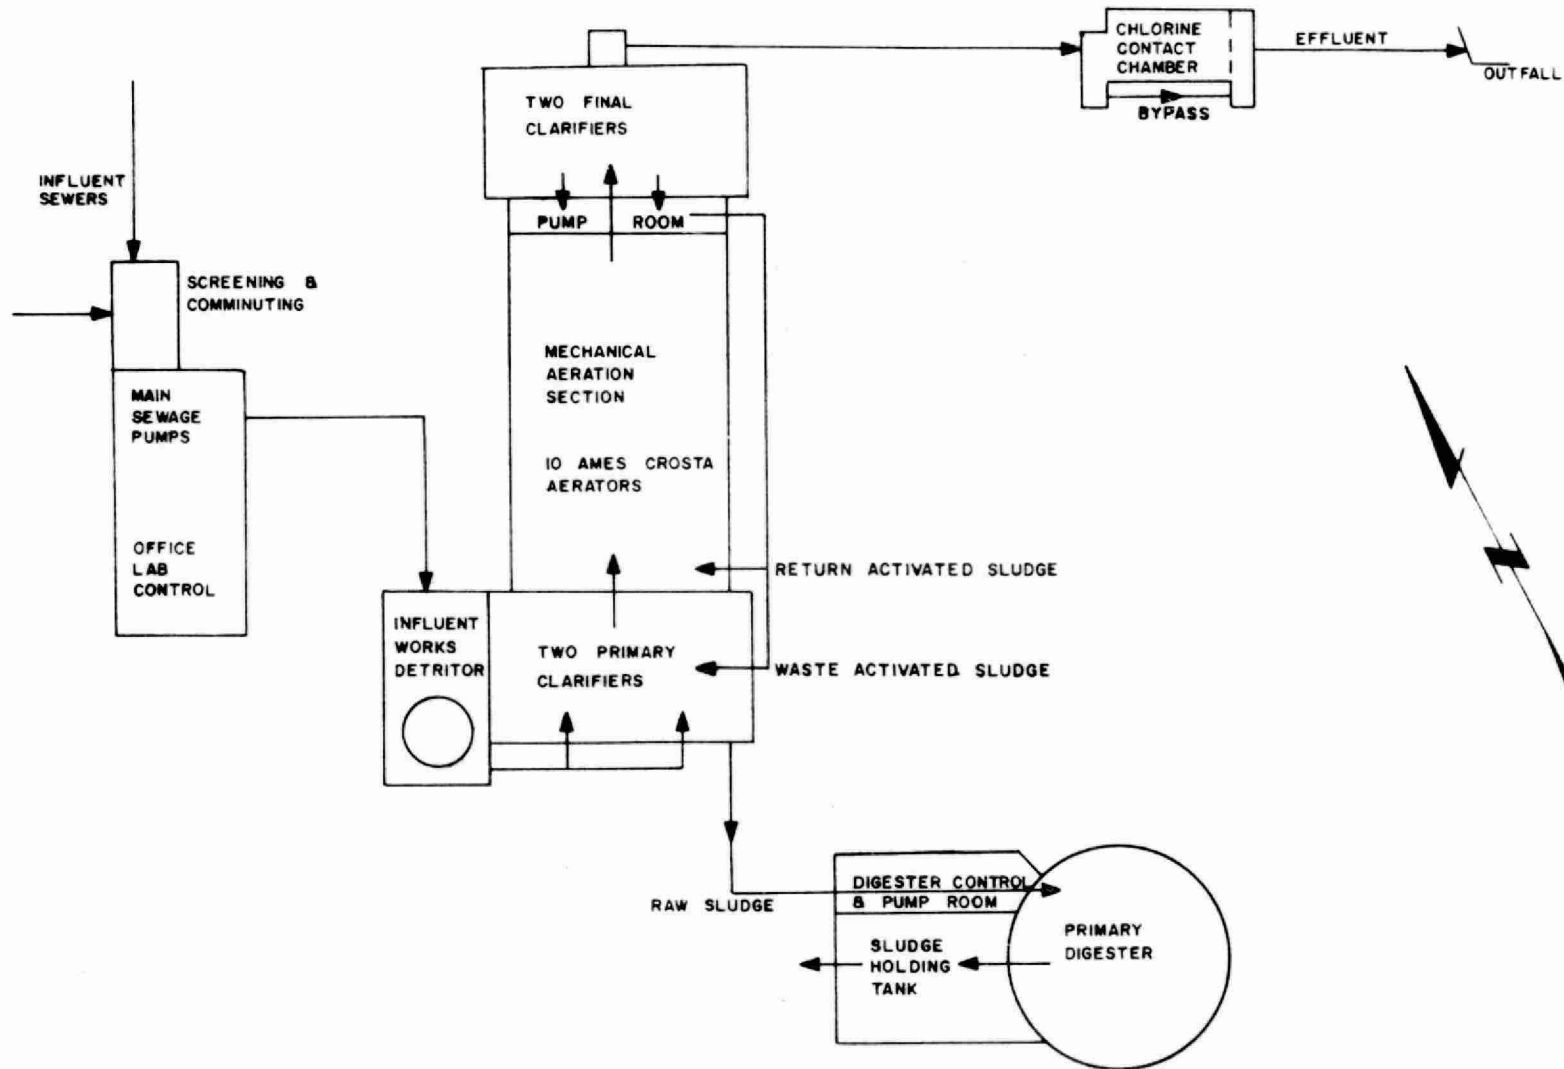 CHLORINE
CONTACT
CHAMBER
BYPASS
EFFLUENT
OUTFALL
TWO FINAL
CLARIFIERS
INFLUENT
SEWERS
PUMP ROOM
SCREENING &
COMMINUTING
MAIN
SEWAGE
PUMPS
OFFICE
LAB
CONTROL
MECHANICAL
AERATION
SECTION
10 AMES CROSTA
AERATORS
RETURN ACTIVATED SLUDGE
INFLUENT
WORKS
DETRITOR
TWO PRIMARY
CLARIFIERS
WASTE ACTIVATED SLUDGE
RAW SLUDGE
DIGESTER CONTROL
& PUMP ROOM
SLUDGE
HOLDING
TANK
PRIMARY
DIGESTER